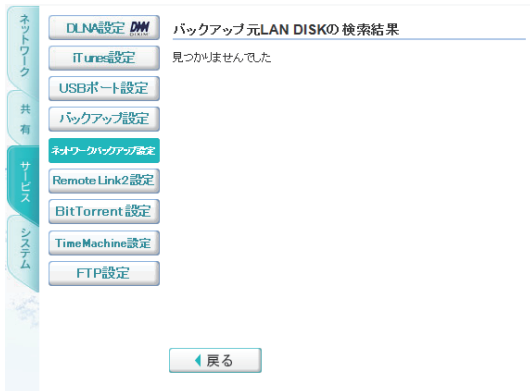 ネットワーク
共有
サービス
システム
DLNA設定
iTunes設定
USBポート設定
バックアップ設定
ネットワークバックアップ設定
RemoteLink2設定
BitTorrent設定
TimeMachine設定
FTP設定
バックアップ元LAN DISKの検索結果
見つかりませんでした
戻る